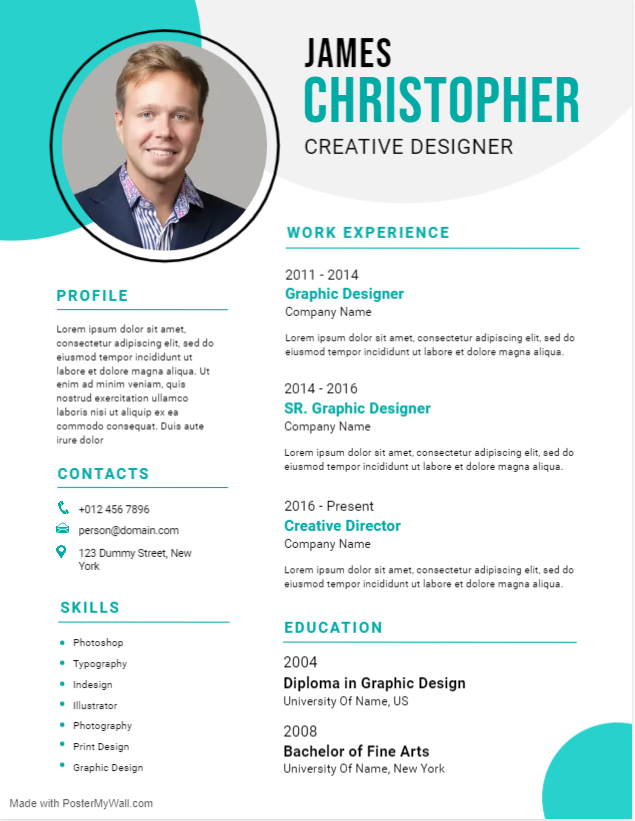 JAMES
CHRISTOPHER
CREATIVE DESIGNER
PROFILE
Lorem ipsum dolor sit amet,
consectetur adipiscing elit, sed do
eiusmod tempor incididunt ut
labore et dolore magna aliqua. Ut
enim ad minim veniam, quis
nostrud exercitation ullamco
laboris nisi ut aliquip ex ea
commodo consequat. Duis aute
irure dolor
CONTACTS
+012 456 7896
person@domain.com
123 Dummy Street, New
York
SKILLS
Photoshop
Typography
Indesign
Illustrator
Photography
Print Design
Graphic Design
WORK EXPERIENCE
2011 - 2014
Graphic Designer
Company Name
Lorem ipsum dolor sit amet, consectetur adipiscing elit, sed do
eiusmod tempor incididunt ut labore et dolore magna aliqua.
2014 - 2016
SR. Graphic Designer
Company Name
Lorem ipsum dolor sit amet, consectetur adipiscing elit, sed do
eiusmod tempor incididunt ut labore et dolore magna aliqua.
2016 - Present
Creative Director
Company Name
Lorem ipsum dolor sit amet, consectetur adipiscing elit, sed do
eiusmod tempor incididunt ut labore et dolore magna aliqua.
EDUCATION
2004
Diploma in Graphic Design
University Of Name, US
2008
Bachelor of Fine Arts
University Of Name, New York
Made with PosterMyWall.com